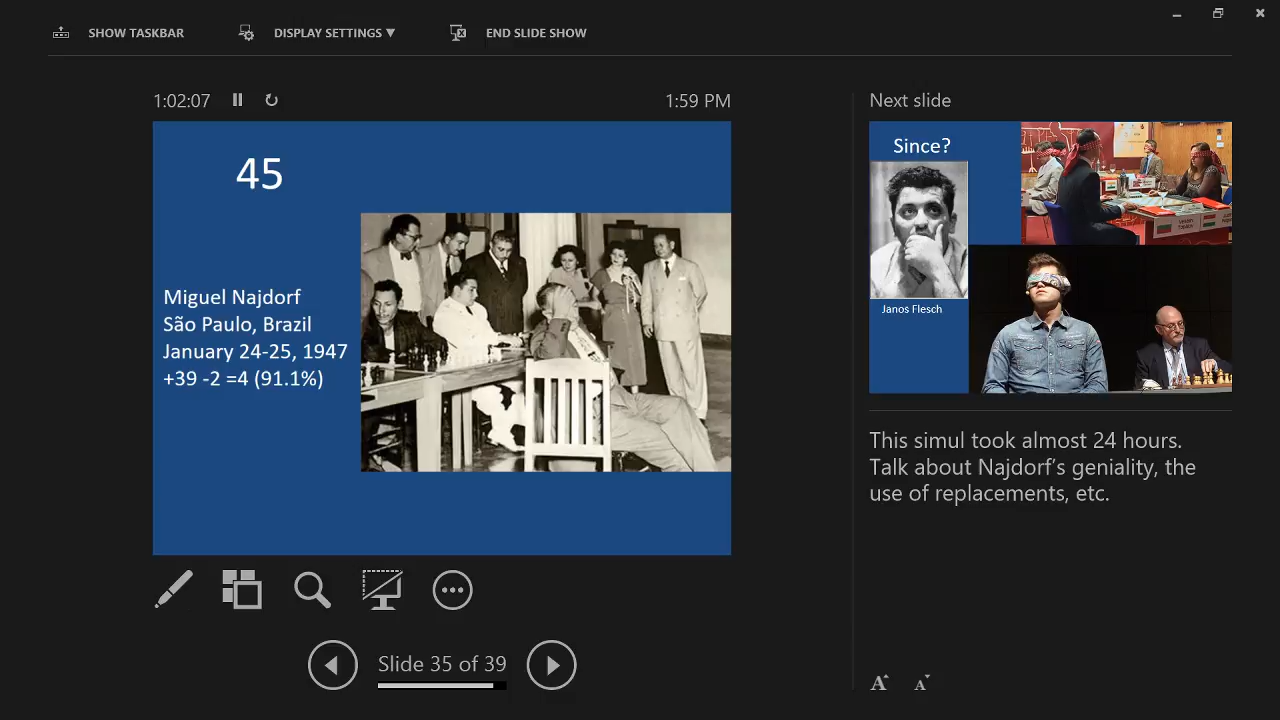 SHOW TASKBAR
DISPLAY SETTINGS ▼
END SLIDE SHOW
1:02:07
1:59 PM
45
Miguel Najdorf
São Paulo, Brazil
January 24-25, 1947
+39 -2 =4 (91.1%)
Slide 35 of 39
Next slide
Since?
Janos Flesch
This simul took almost 24 hours.
Talk about Najdorf’s geniality, the
use of replacements, etc.
A
A